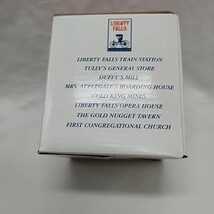 LIBERTY
FALLS
LIBERTY FALLS TRAIN STATION
TULLY'S GENERAL STORE
DUFFY'S MILL
MRS. APPLEGATE'S BOARDING HOUSE
GOLD KING MINES
LIBERTY FALLS OPERA HOUSE
THE GOLD NUGGET TAVERN
FIRST CONGREGATIONAL CHURCH